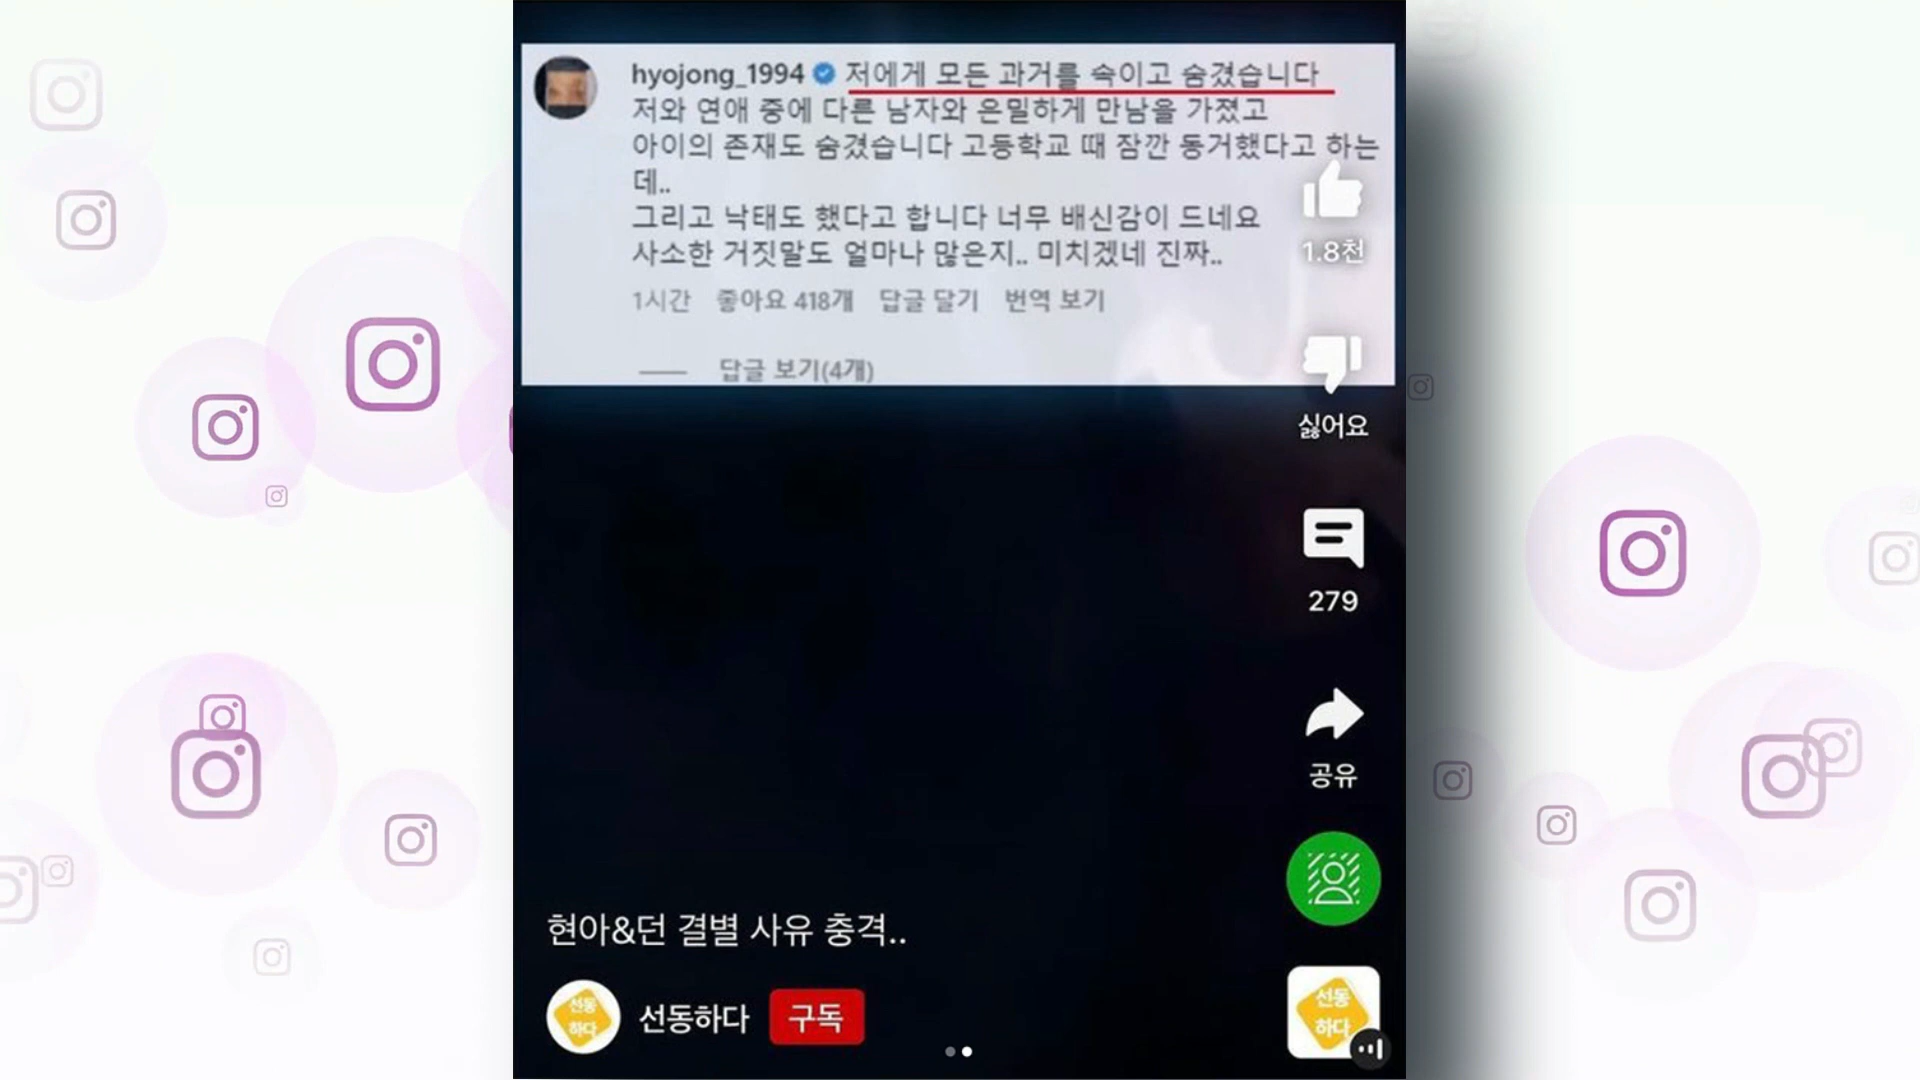 hyojong_1994 저에게 모든 과거를 속이고 숨겼습니다
저와 연애 중에 다른 남자와 은밀하게 만남을 가졌고
아이의 존재도 숨겼습니다 고등학교 때 잠깐 동거했다고 하는
데..
그리고 낙태도 했다고 합니다 너무 배신감이 드네요
사소한 거짓말도 얼마나 많은지.. 미치겠네 진짜..
1시간 좋아요 418개 답글 달기 번역 보기
답글 보기(4개)
1.8천
싫어요
279
공유
현아&던 결별 사유 충격..
선동
하다
선동하다 구독
선동
하다